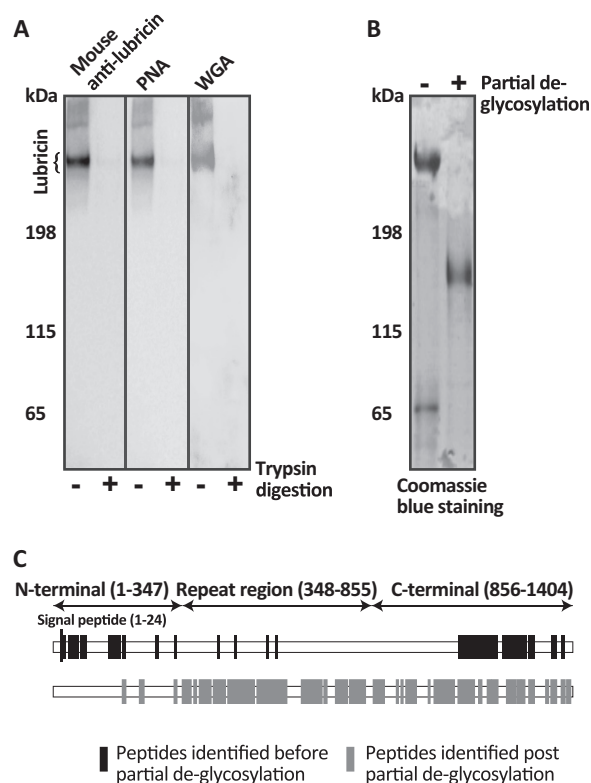 A
Mouse
anti-lubricin
PNA
WGA
kDa
Lubricin
{
198
115
65
- + - + - +
Trypsin
digestion
B
- + Partial de-
glycosylation
kDa
198
115
65
Coomassie
blue staining
C
N-terminal (1-347) Repeat region (348-855) C-terminal (856-1404)
Signal peptide (1-24)
Peptides identified before
partial de-glycosylation
Peptides identified post
partial de-glycosylation